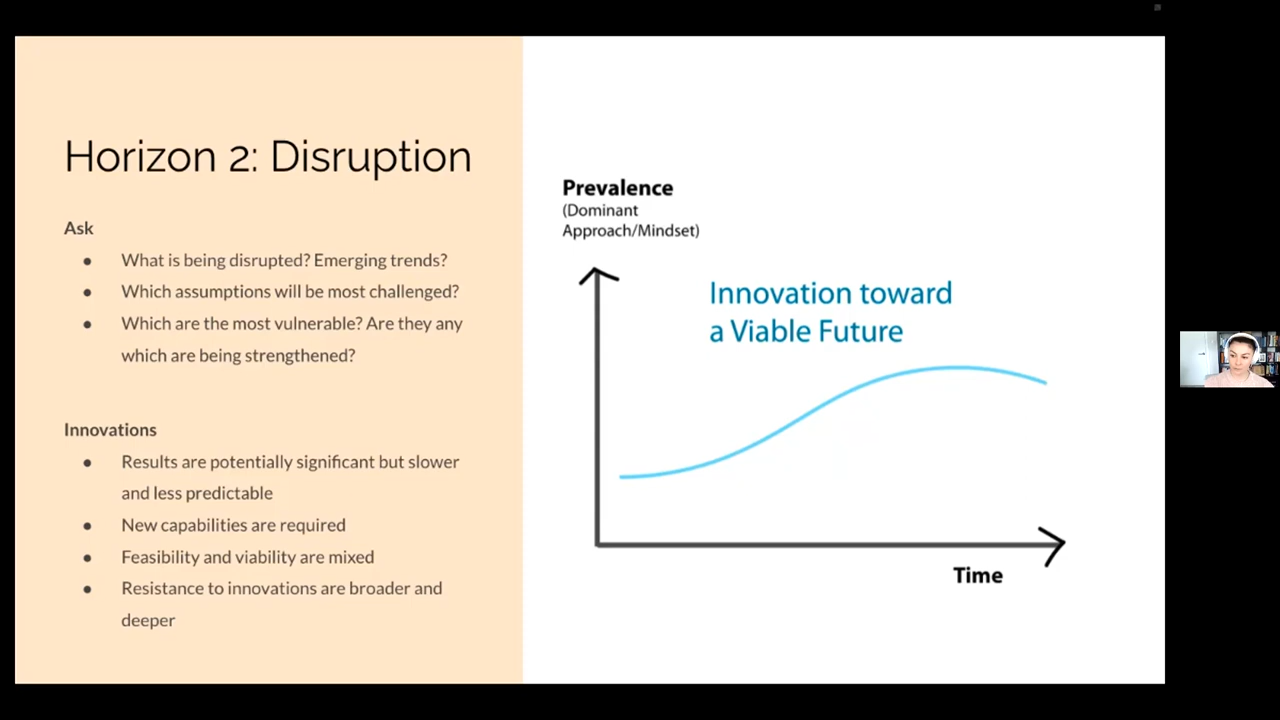 Horizon 2: Disruption
Ask
● What is being disrupted? Emerging trends?
● Which assumptions will be most challenged?
● Which are the most vulnerable? Are they any
which are being strengthened?
Innovations
● Results are potentially significant but slower
and less predictable
● New capabilities are required
● Feasibility and viability are mixed
● Resistance to innovations are broader and
deeper
Prevalence
(Dominant
Approach/Mindset)
Innovation toward
a Viable Future
Time